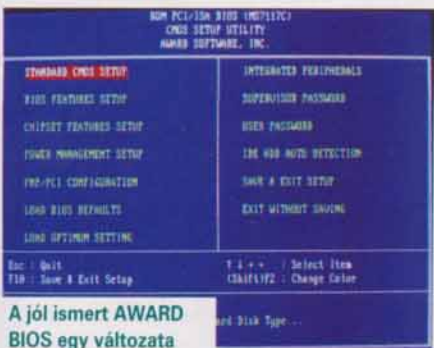 ROM PCI/ISA BIOS (M07117C)
CMOS SETUP UTILITY
AWARD SOFTWARE, INC.
STANDARD CMOS SETUP
BIOS FEATURES SETUP
CHIPSET FEATURES SETUP
POWER MANAGEMENT SETUP
PNP/PCI CONFIGURATION
LOAD BIOS DEFAULTS
LOAD OPTIMUM SETTING
INTEGRATED PERIPHERALS
SUPERVISOR PASSWORD
USER PASSWORD
IDE HDD AUTO DETECTION
SAVE & EXIT SETUP
EXIT WITHOUT SAVING
Esc : Quit
F10 : Save & Exit Setup
↑ ↓ → ← : Select Item
(Shift)F2 : Change Color
Disk Type...
A jól ismert AWARD
BIOS egy változata